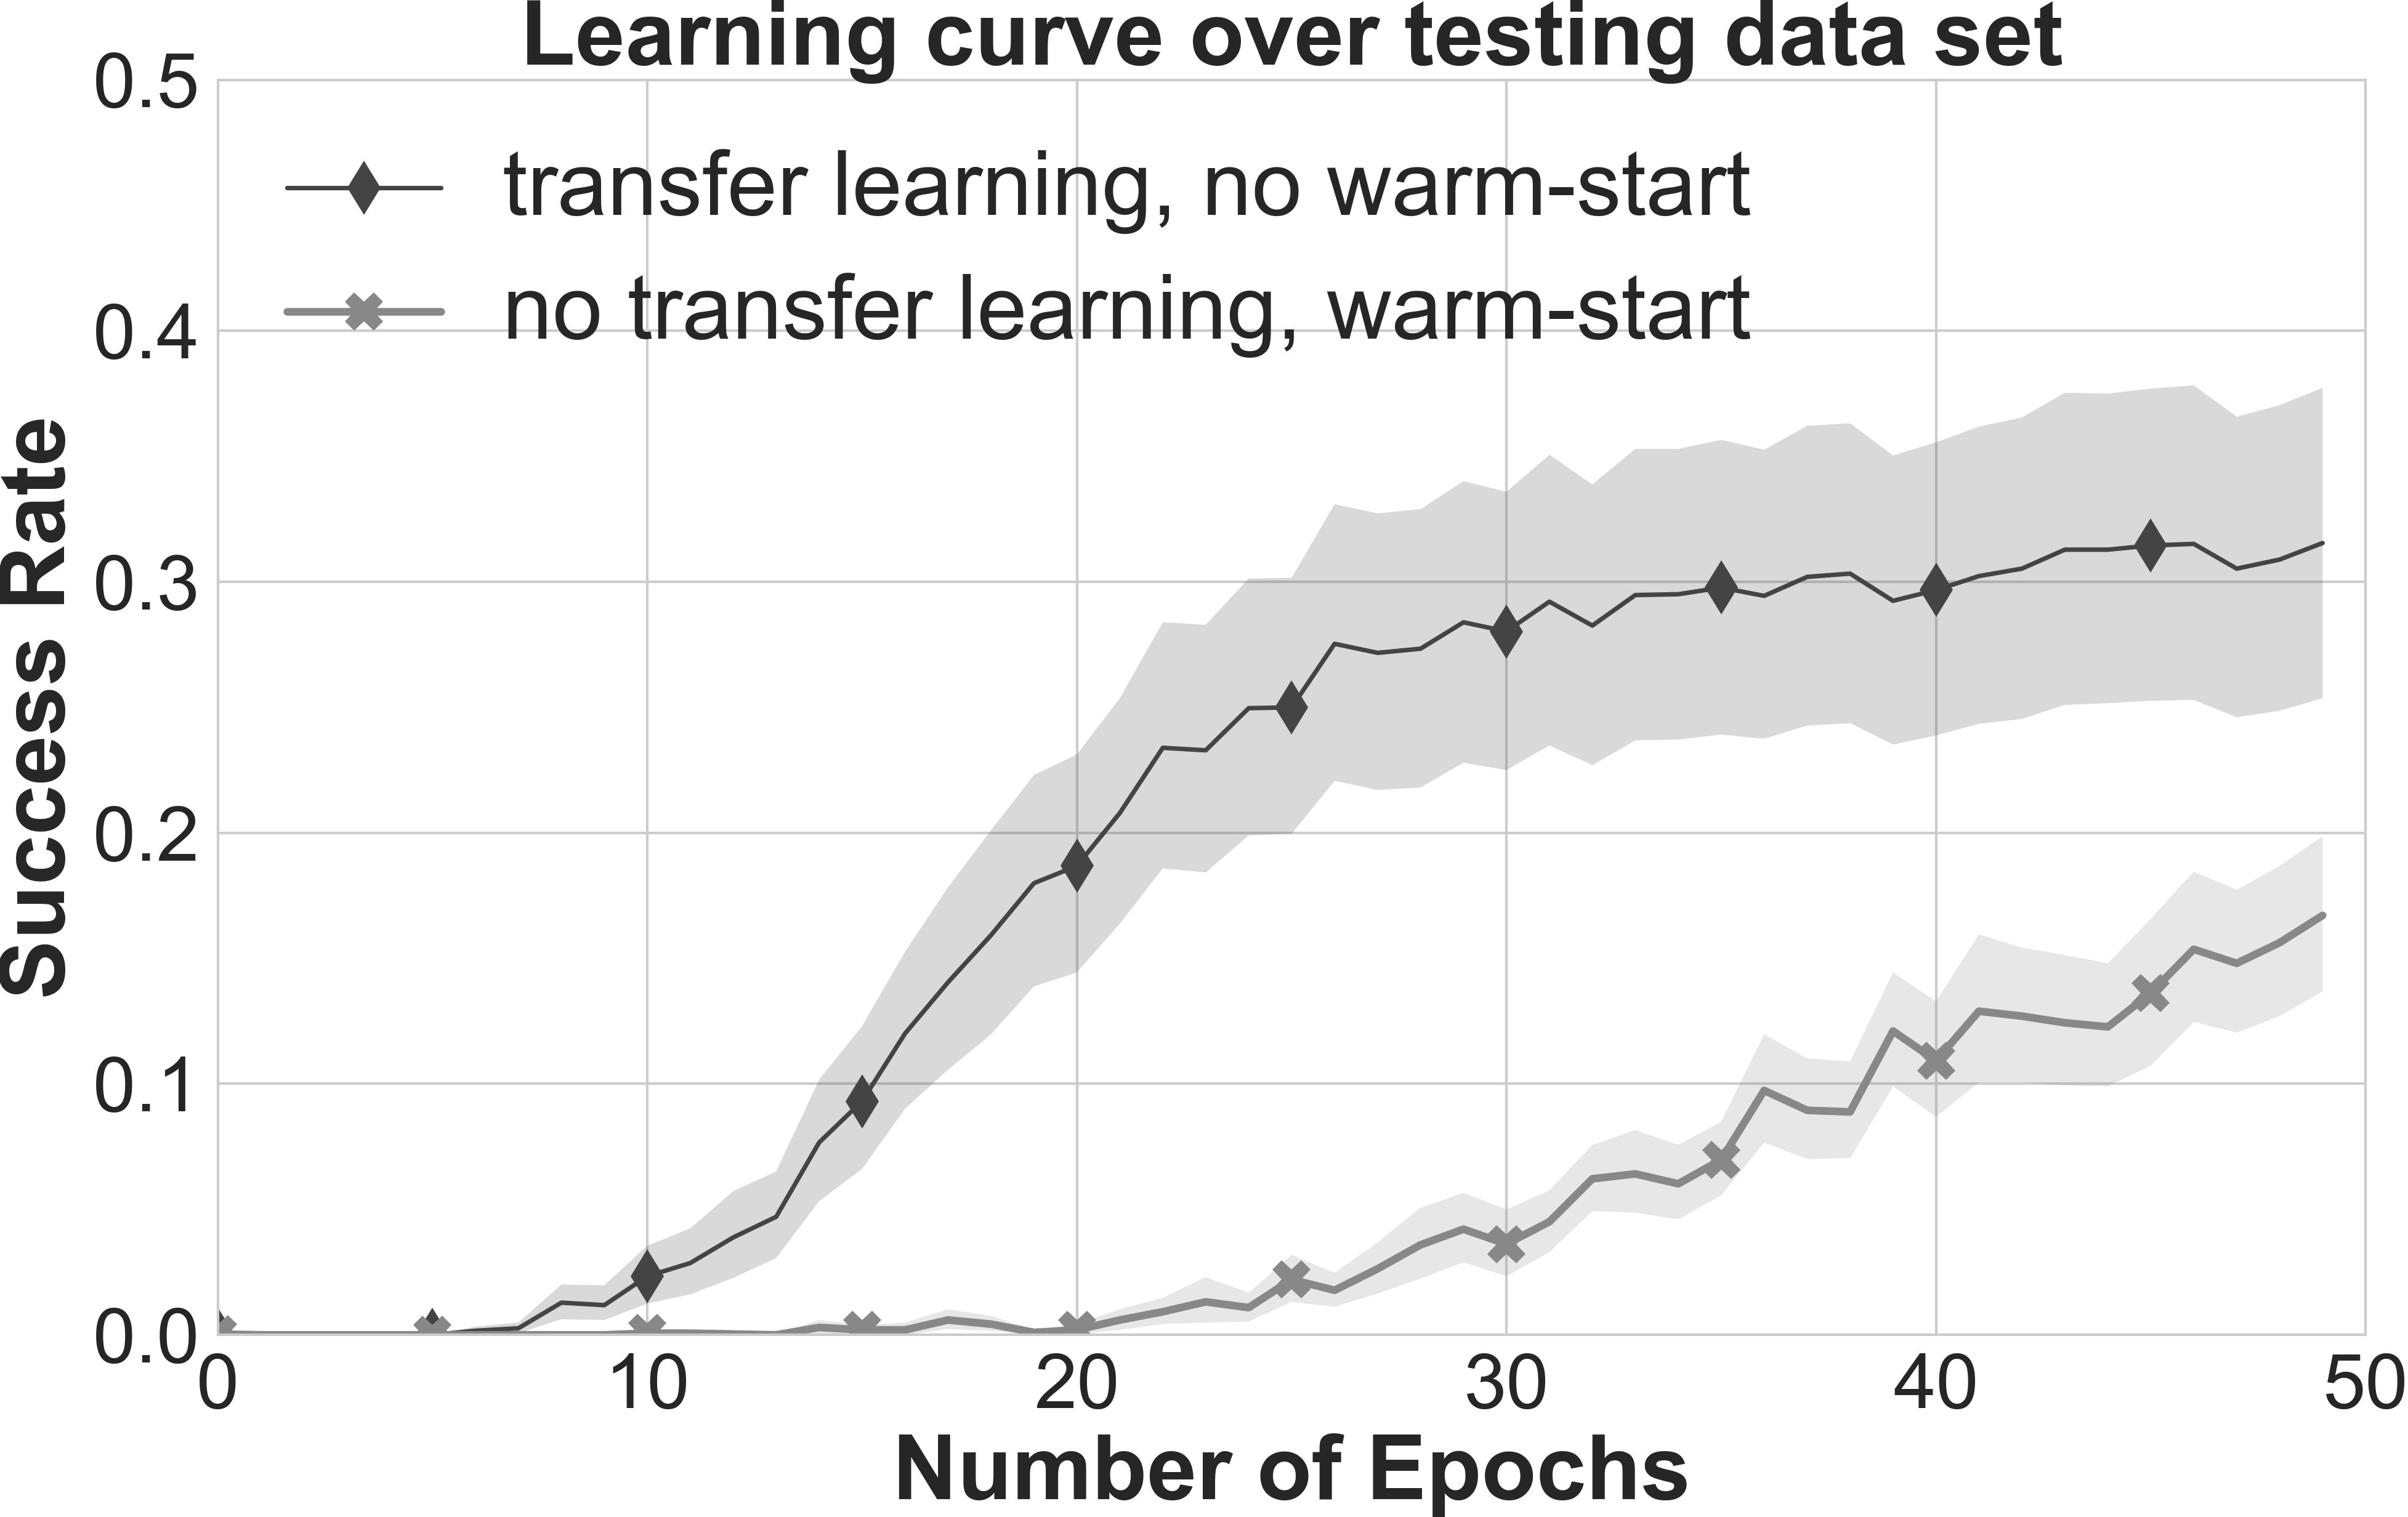 Learning curve over testing data set
transfer learning, no warm-start
no transfer learning, warm-start
Success Rate
0.5
0.4
0.3
0.2
0.1
0.0
0 10 20 30 40 50
Number of Epochs